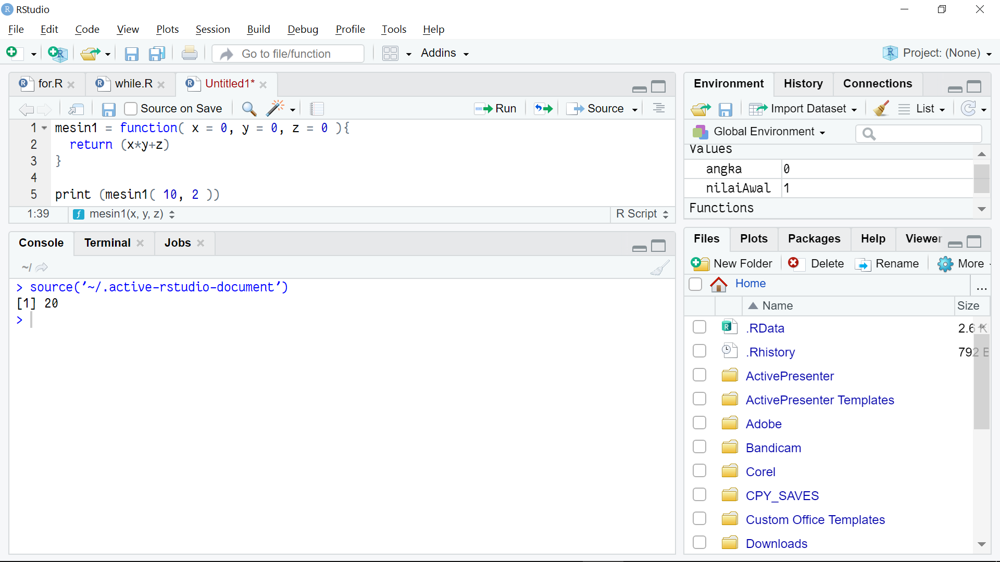 RStudio
File Edit Code View Plots Session Build Debug Profile Tools Help
Go to file/function Addins Project: (None)
for.R while.R Untitled1*
Source on Save Run Source
1 mesin1 = function( x = 0, y = 0, z = 0 ){
2 return (x*y+z)
3 }
4
5 print (mesin1( 10, 2 ))
1:39 mesin1(x, y, z) R Script
Console Terminal Jobs
~/
> source('~/.active-rstudio-document')
[1] 20
>
Environment History Connections
Import Dataset List
Global Environment
Values
angka 0
nilaiAwal 1
Functions
Files Plots Packages Help Viewer
New Folder Delete Rename More
Home ...
Name Size
.RData 2.6 K
.Rhistory 792 B
ActivePresenter
ActivePresenter Templates
Adobe
Bandicam
Corel
CPY_SAVES
Custom Office Templates
Downloads